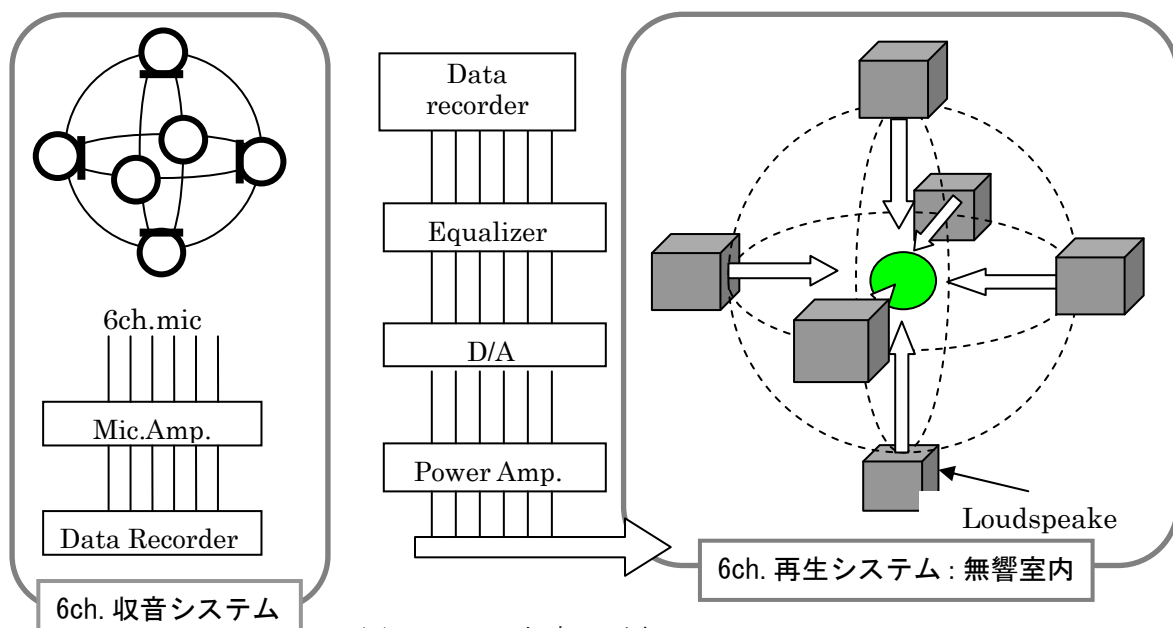 6ch.mic
Mic.Amp.
Data Recorder
6ch. 収音システム
Data
recorder
Equalizer
D/A
Power Amp.
Loudspeake
6ch. 再生システム : 無響室内